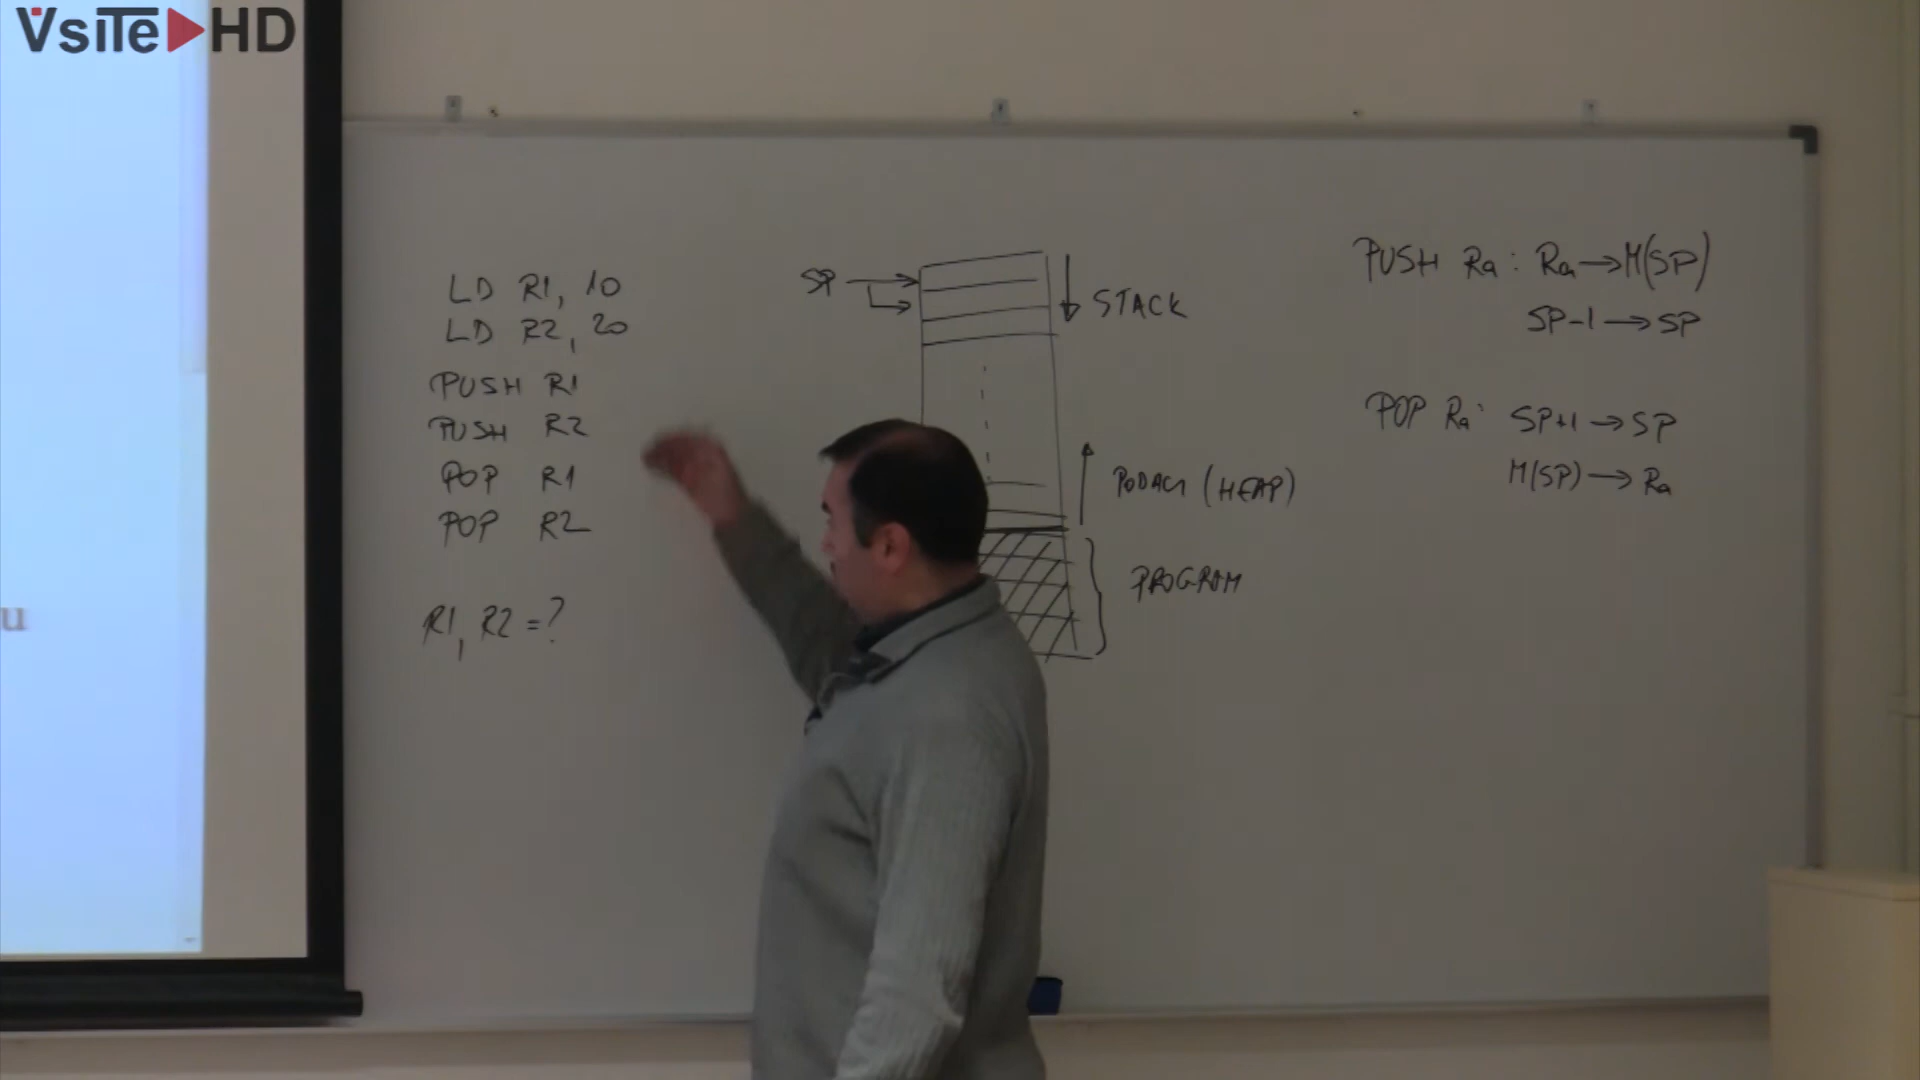 VsiTe HD
u
LD R1, 10
LD R2, 20
PUSH R1
PUSH R2
POP R1
POP R2
R1, R2 = ?
SP
STACK
PODACI (HEAP)
PROGRAM
PUSH Ra : Ra → M(SP)
SP-1 → SP
POP Ra: SP+1 → SP
M(SP) → Ra